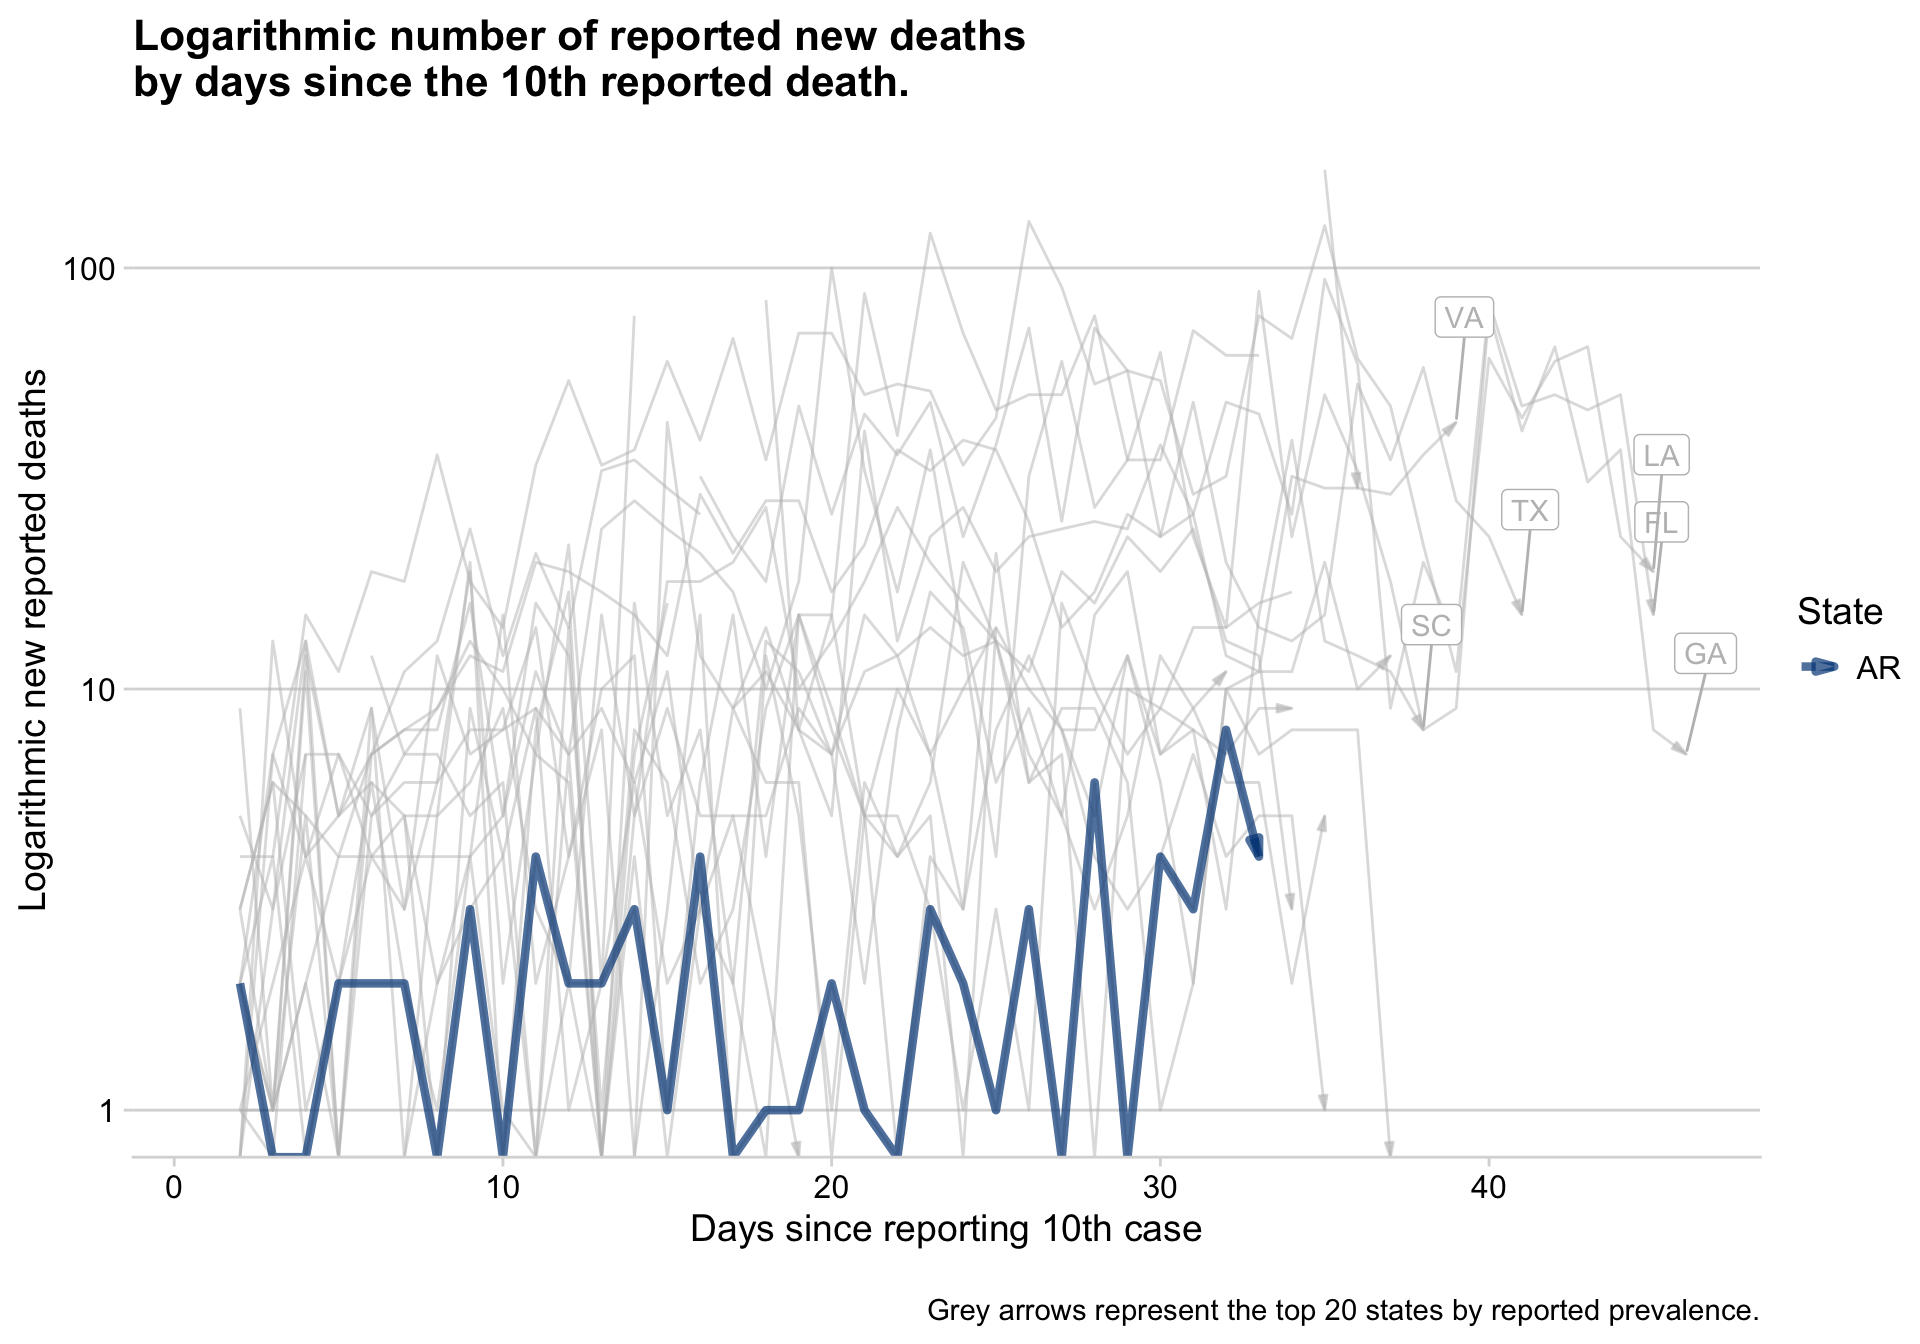 Logarithmic number of reported new deaths
by days since the 10th reported death.
Logarithmic new reported deaths
100
10
1
VA
LA
TX
FL
SC
GA
State
AR
0 10 20 30 40
Days since reporting 10th case
Grey arrows represent the top 20 states by reported prevalence.